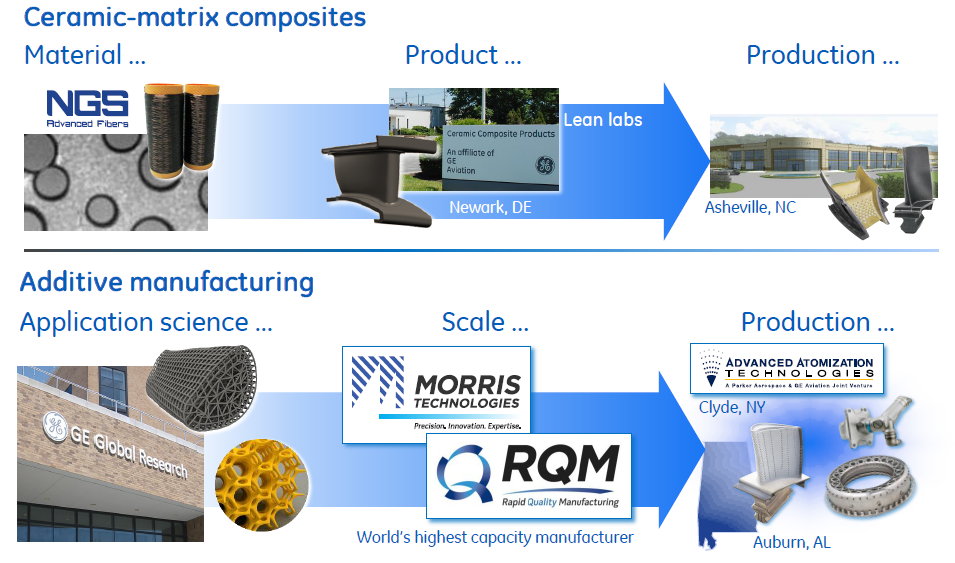 Ceramic-matrix composites
Material ...
Product ...
Production ...
NGS
Advanced Fibers
Ceramic Composite Products
An affiliate of
GE
Aviation
Lean labs
Newark, DE
Asheville, NC
Additive manufacturing
Application science ...
Scale ...
Production ...
GE Global Research
MORRIS
TECHNOLOGIES
Precision. Innovation. Expertise.
RQM
Rapid Quality Manufacturing
World's highest capacity manufacturer
ADVANCED ATOMIZATION
TECHNOLOGIES
A Parker Aerospace & GE Aviation Joint Venture
Clyde, NY
Auburn, AL